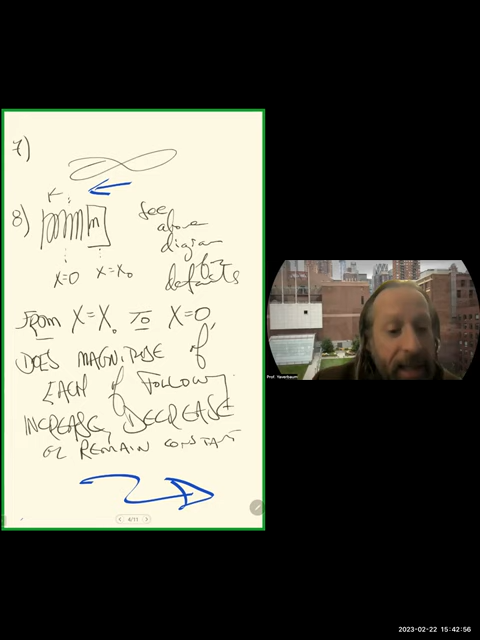 7)
8)
m
See
above
for
details
x=0 x=x₀
FROM X=X₀ TO X=0,
DOES MAGNITUDE of
EACH of FOLLOWING
INCREASE, DECREASE
or REMAIN CONSTANT
4/11
Prof. Yaverbaum
2023-02-22 15:42:56